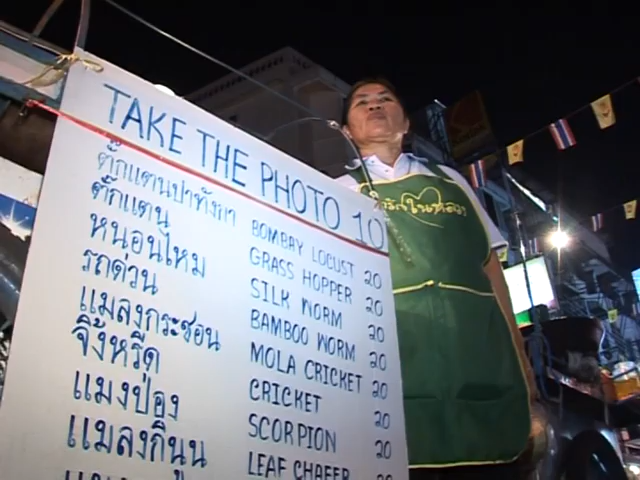 TAKE THE PHOTO 10
ตั๊กแตนปาทังกา BOMBAY LOCUST 20
ตั๊กแตน GRASS HOPPER 20
หนอนไหม SILK WORM 20
รถด่วน BAMBOO WORM 20
แมลงกระชอน MOLA CRICKET 20
จิ้งหรีด CRICKET 20
แมงป่อง SCORPION 20
แมลงกินูน LEAF CHAFER 20